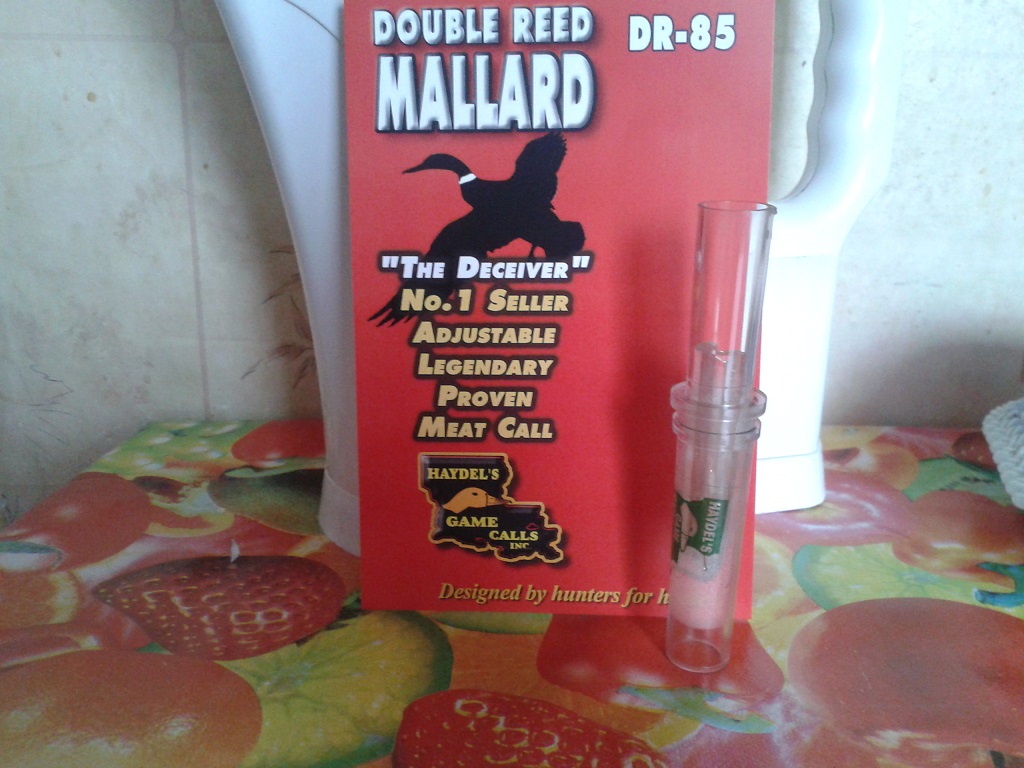 DOUBLE REED
DR-85
MALLARD
"THE DECEIVER"
NO.1 SELLER
ADJUSTABLE
LEGENDARY
PROVEN
MEAT CALL
HAYDEL'S
GAME
CALLS
INC
Designed by hunters for h
HAYDEL'S